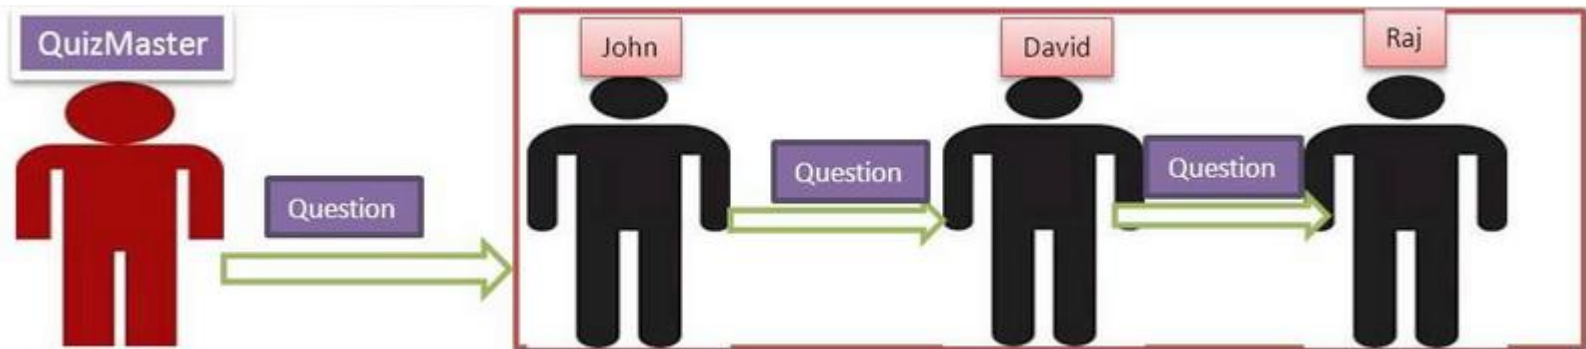 QuizMaster
John
David
Raj
Question
Question
Question